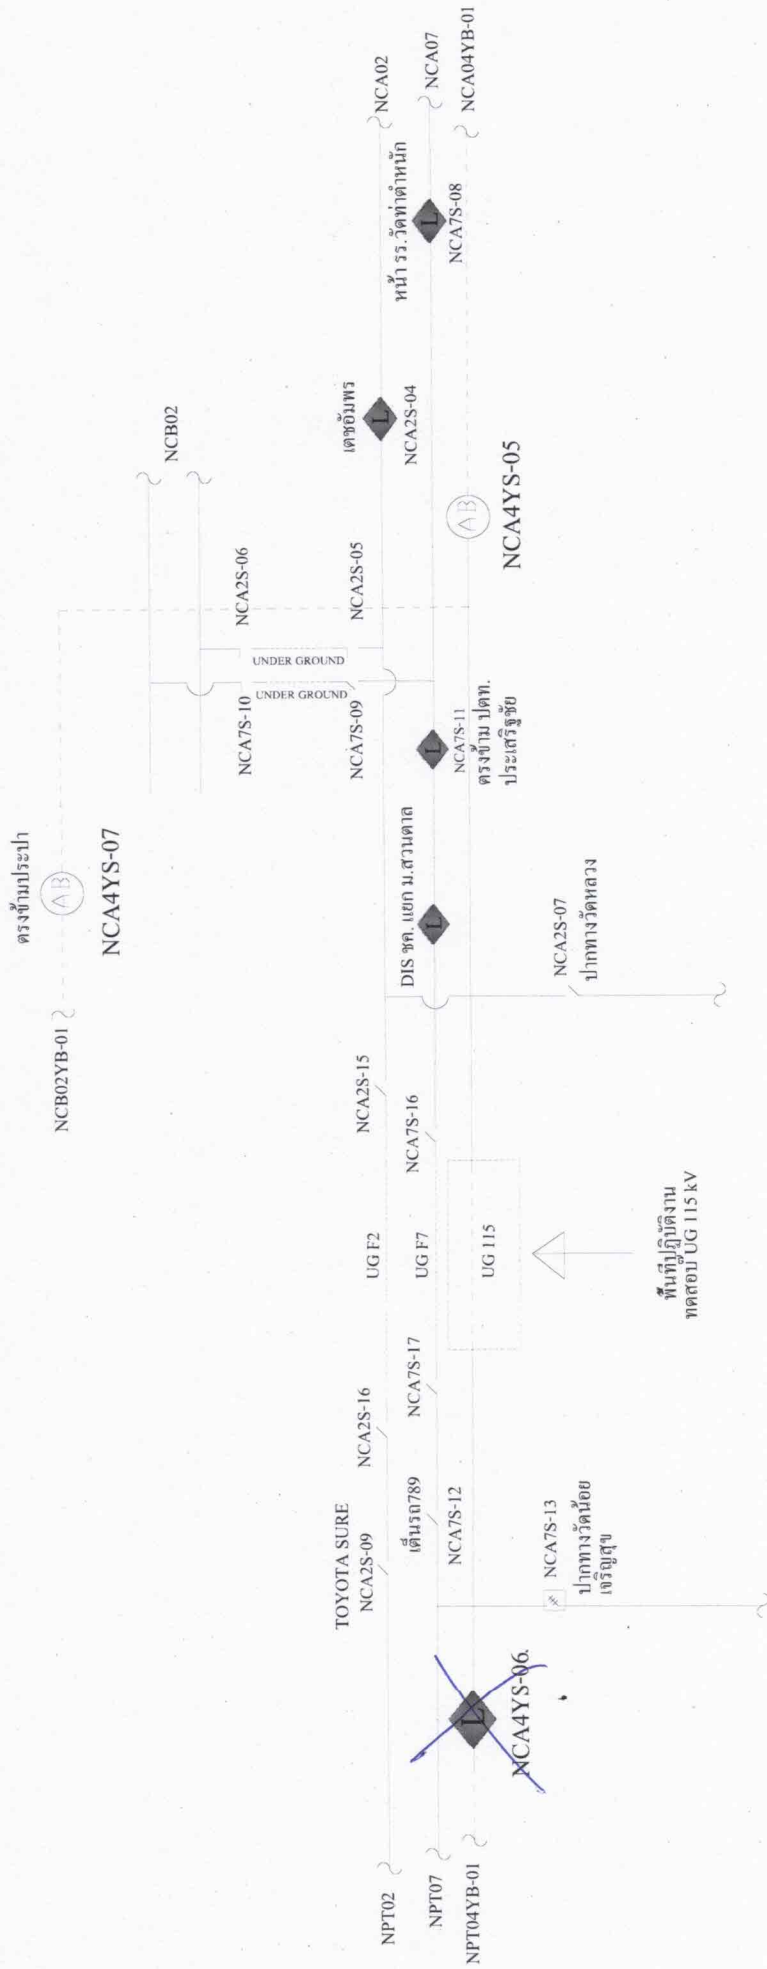 ตรงข้ามประปา
NCB02YB-01
AB
NCA4YS-07
NCB02
NCA7S-10
NCA2S-06
UNDER GROUND
UNDER GROUND
NCA7S-09
NCA2S-05
TOYOTA SURE
NCA2S-09
NCA2S-16
UG F2
NCA2S-15
เดชอัมพร
L
NCA2S-04
NCA02
NPT02
เต็นรถ789
NCA7S-12
NCA7S-17
UG F7
NCA7S-16
DIS ชค. แยก ม.สวนตาล
L
L
NCA7S-11
ตรงข้าม ปตท.
ประเสริฐชัย
หน้า รร.วัดท่าตำหนัก
L
NCA7S-08
NCA07
NPT07
NPT04YB-01
L
NCA4YS-06
UG 115
AB
NCA4YS-05
NCA04YB-01
NCA7S-13
ปากทางวัดน้อย
เจริญสุข
NCA2S-07
ปากทางวัดหลวง
พื้นที่ปฏิบัติงาน
ทดสอบ UG 115 kV